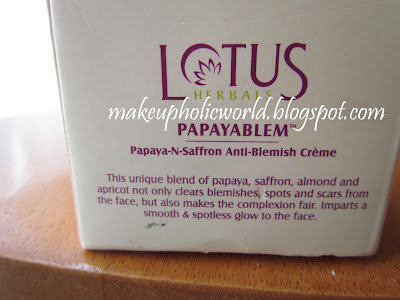 LOTUS
HERBALS
makeupholicworld.blogspot.com
PAPAYABLEM™
Papaya-N-Saffron Anti-Blemish Crème
This unique blend of papaya, saffron, almond and
apricot not only clears blemishes, spots and scars from
the face, but also makes the complexion fair. Imparts a
smooth & spotless glow to the face.